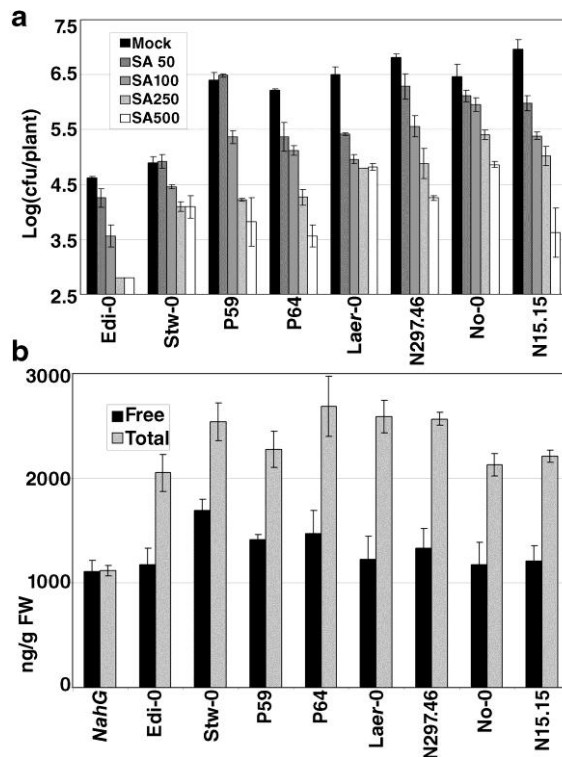 a
7.5
6.5
5.5
4.5
3.5
2.5
Log(cfu/plant)
Mock
SA 50
SA100
SA250
SA500
Edi-0
Stw-0
P59
P64
Laer-0
N297.46
No-0
N15.15
b
3000
2000
1000
0
ng/g FW
Free
Total
NahG
Edi-0
Stw-0
P59
P64
Laer-0
N297.46
No-0
N15.15